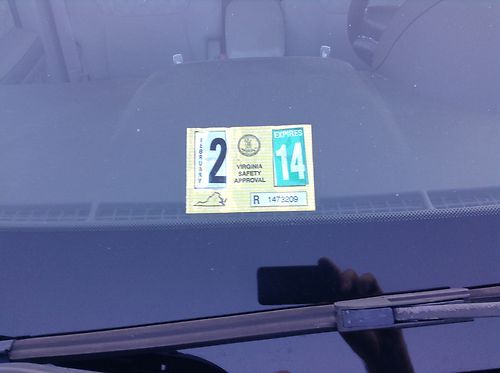 FEBRUARY
2
VIRGINIA
SAFETY
APPROVAL
EXPIRES
14
R 1473209